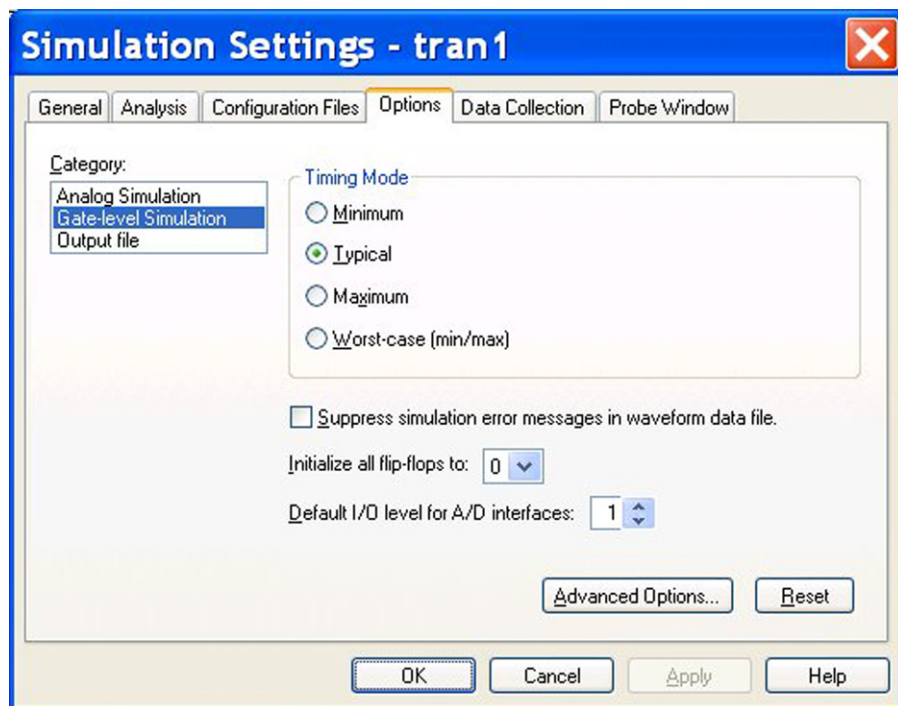 Simulation Settings - tran1
General Analysis Configuration Files Options Data Collection Probe Window
Category:
Analog Simulation
Gate-level Simulation
Output file
Timing Mode
Minimum
Typical
Maximum
Worst-case (min/max)
Suppress simulation error messages in waveform data file.
Initialize all flip-flops to: 0
Default I/O level for A/D interfaces: 1
Advanced Options... Reset
OK Cancel Apply Help